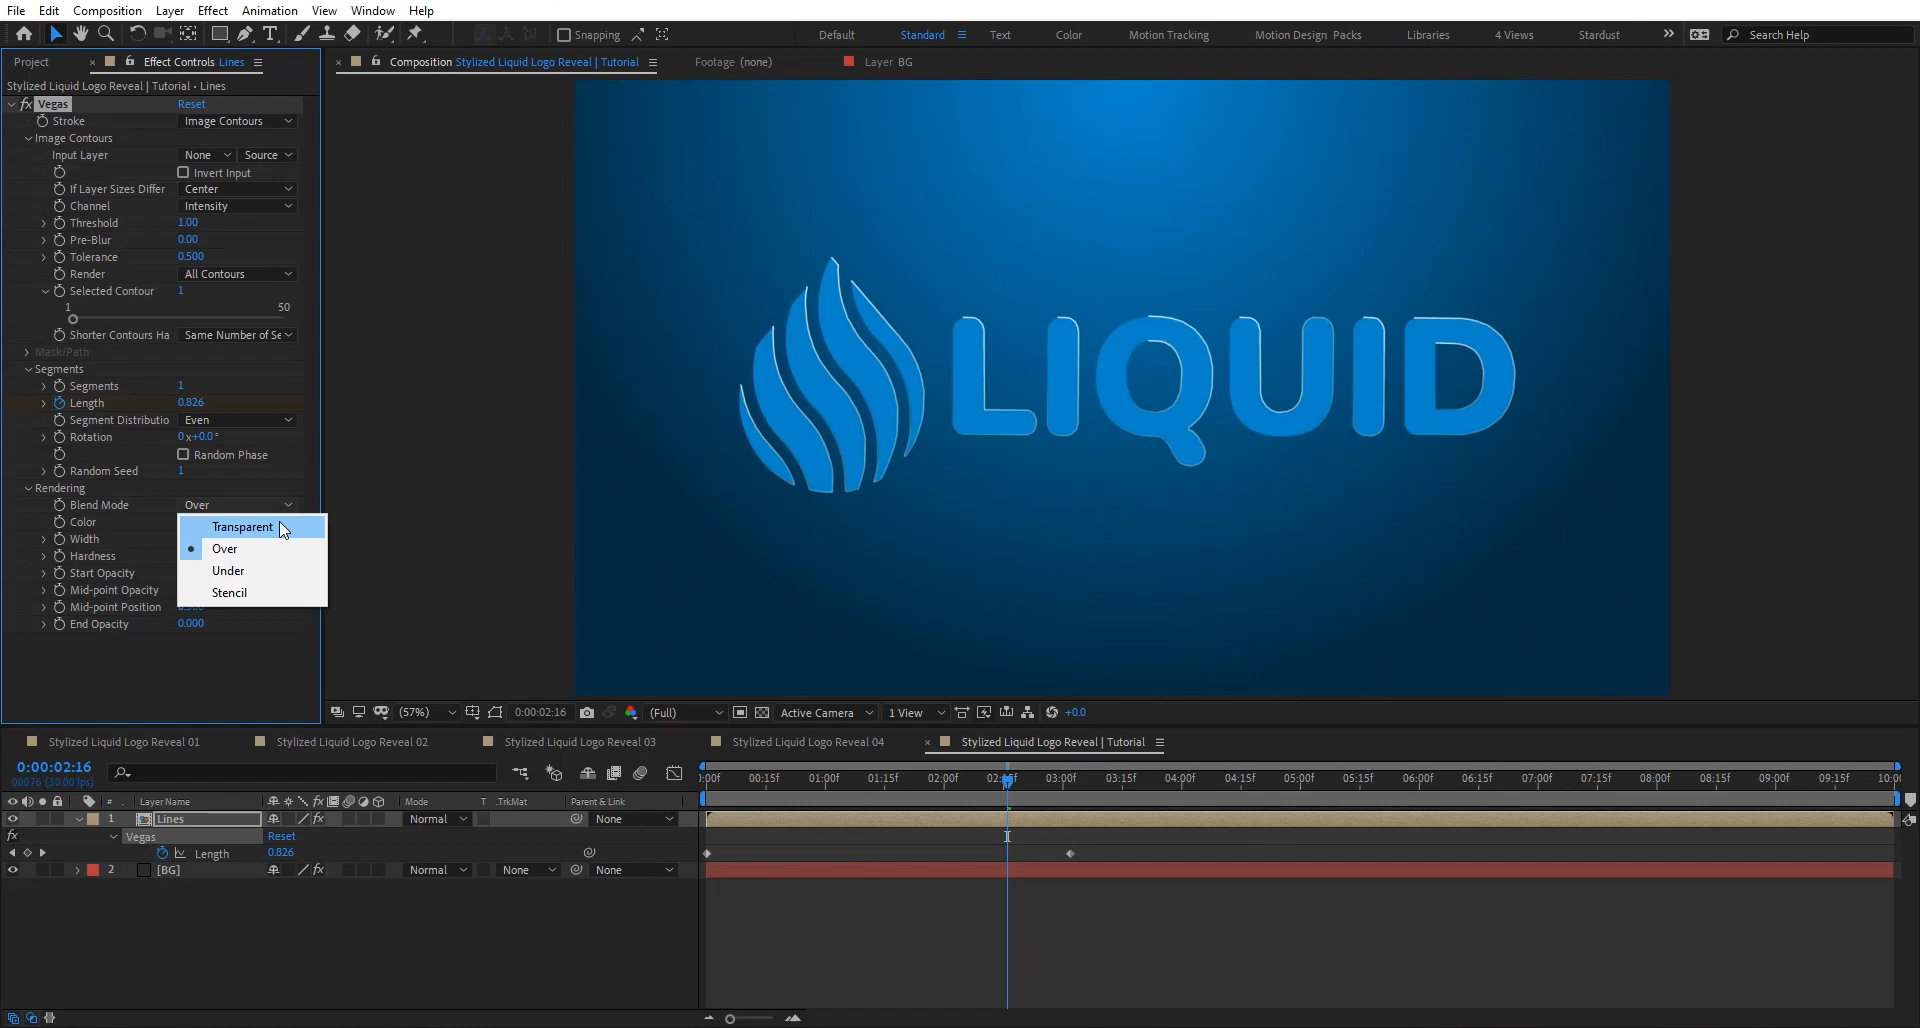 File Edit Composition Layer Effect Animation View Window Help
Snapping Default Standard Text Color Motion Tracking Motion Design Packs Libraries 4 Views Stardust Search Help
Project Effect Controls Lines
Composition Stylized Liquid Logo Reveal | Tutorial Footage (none) Layer BG
Stylized Liquid Logo Reveal | Tutorial • Lines
fx Vegas Reset
Stroke Image Contours
Image Contours
Input Layer None Source
Invert Input
If Layer Sizes Differ Center
Channel Intensity
Threshold 1.00
Pre-Blur 0.00
Tolerance 0.500
Render All Contours
Selected Contour 1
1 50
Shorter Contours Ha Same Number of Se
Mask/Path
Segments
Segments 1
Length 0.826
Segment Distributio Even
Rotation 0x+0.0°
Random Phase
Random Seed 1
Rendering
Blend Mode Over
Color
Width
Hardness
Start Opacity
Mid-point Opacity
Mid-point Position
End Opacity 0.000
Transparent
Over
Under
Stencil
LIQUID
(57%) 0:00:02:16 (Full) Active Camera 1 View +0.0
Stylized Liquid Logo Reveal 01 Stylized Liquid Logo Reveal 02 Stylized Liquid Logo Reveal 03 Stylized Liquid Logo Reveal 04 Stylized Liquid Logo Reveal | Tutorial
0:00:02:16
00076 (30.00 fps)
00:15f 01:00f 01:15f 02:00f 03:00f 03:15f 04:00f 04:15f 05:00f 05:15f 06:00f 06:15f 07:00f 07:15f 08:00f 08:15f 09:00f 09:15f
# Layer Name fx Mode T .TrkMat Parent & Link
1 Lines fx Normal None
fx Vegas Reset
Length 0.826
2 [BG] fx Normal None None